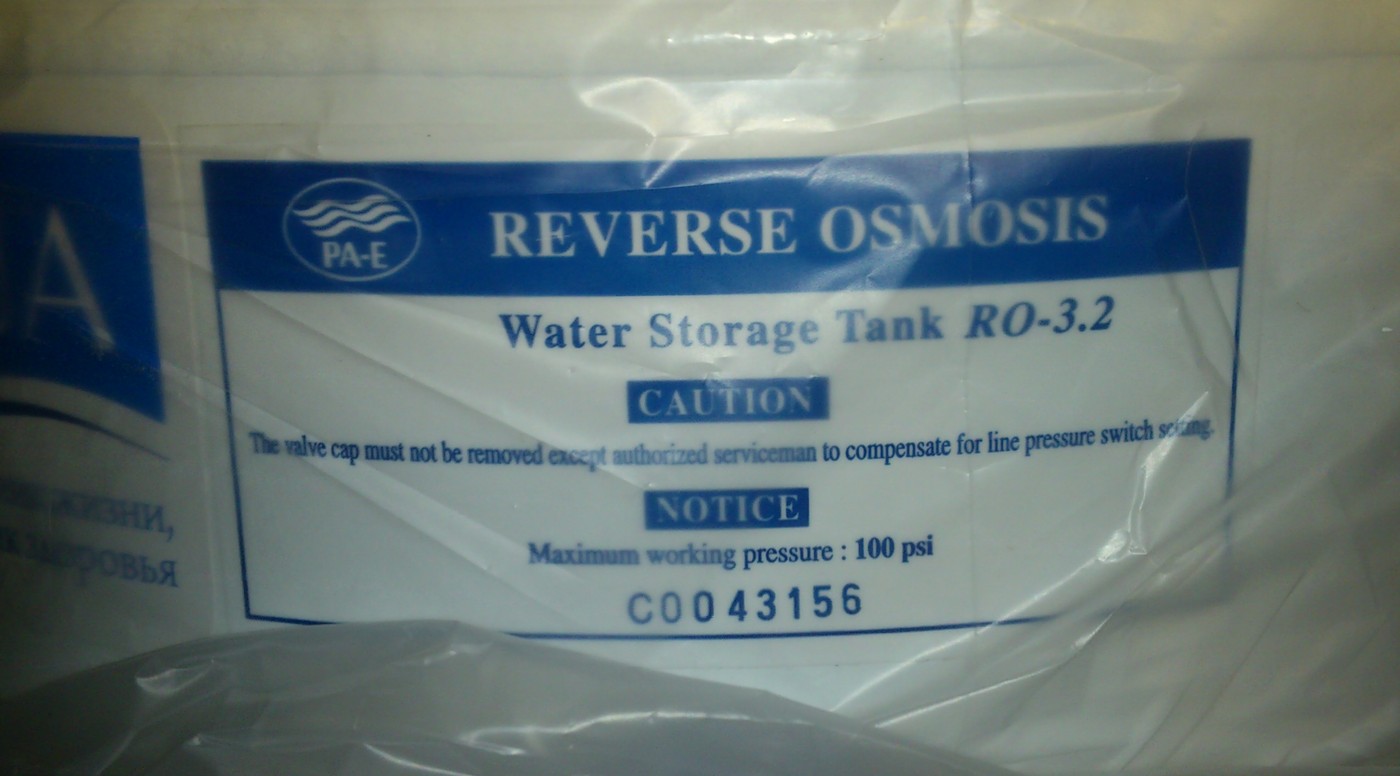 PA-E
REVERSE OSMOSIS
Water Storage Tank RO-3.2
CAUTION
The valve cap must not be removed except authorized serviceman to compensate for line pressure switch setting.
NOTICE
Maximum working pressure : 100 psi
C0043156
A
жизни,
здоровья